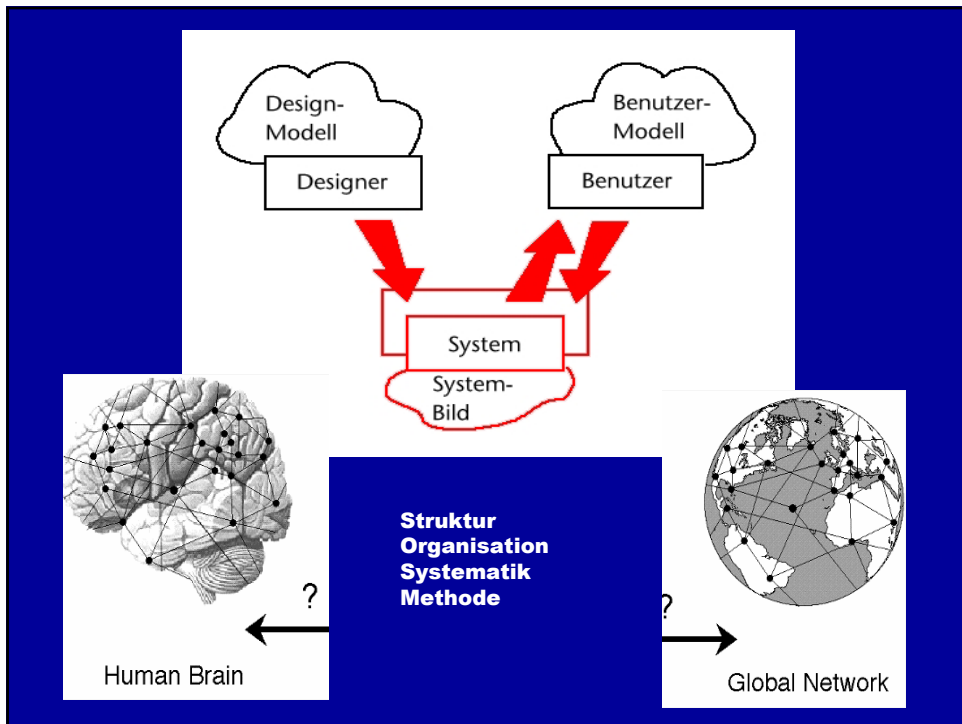 Design-
Modell
Designer
Benutzer-
Modell
Benutzer
System
System-
Bild
Struktur
Organisation
Systematik
Methode
?
Human Brain
?
Global Network